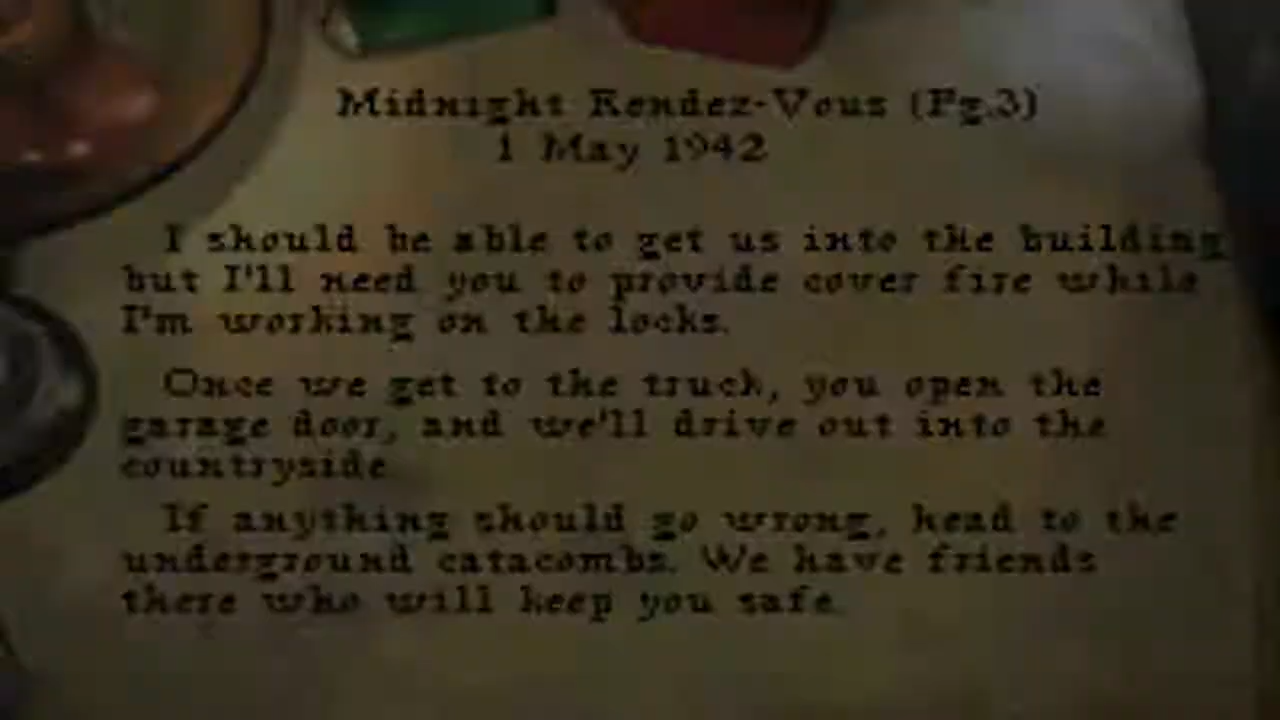 Midnight Rendez-Vous (Pg.3)
1 May 1942
I should be able to get us into the building
but I'll need you to provide cover fire while
I'm working on the locks.
Once we get to the truck, you open the
garage door, and we'll drive out into the
countryside.
If anything should go wrong, head to the
underground catacombs. We have friends
there who will keep you safe.